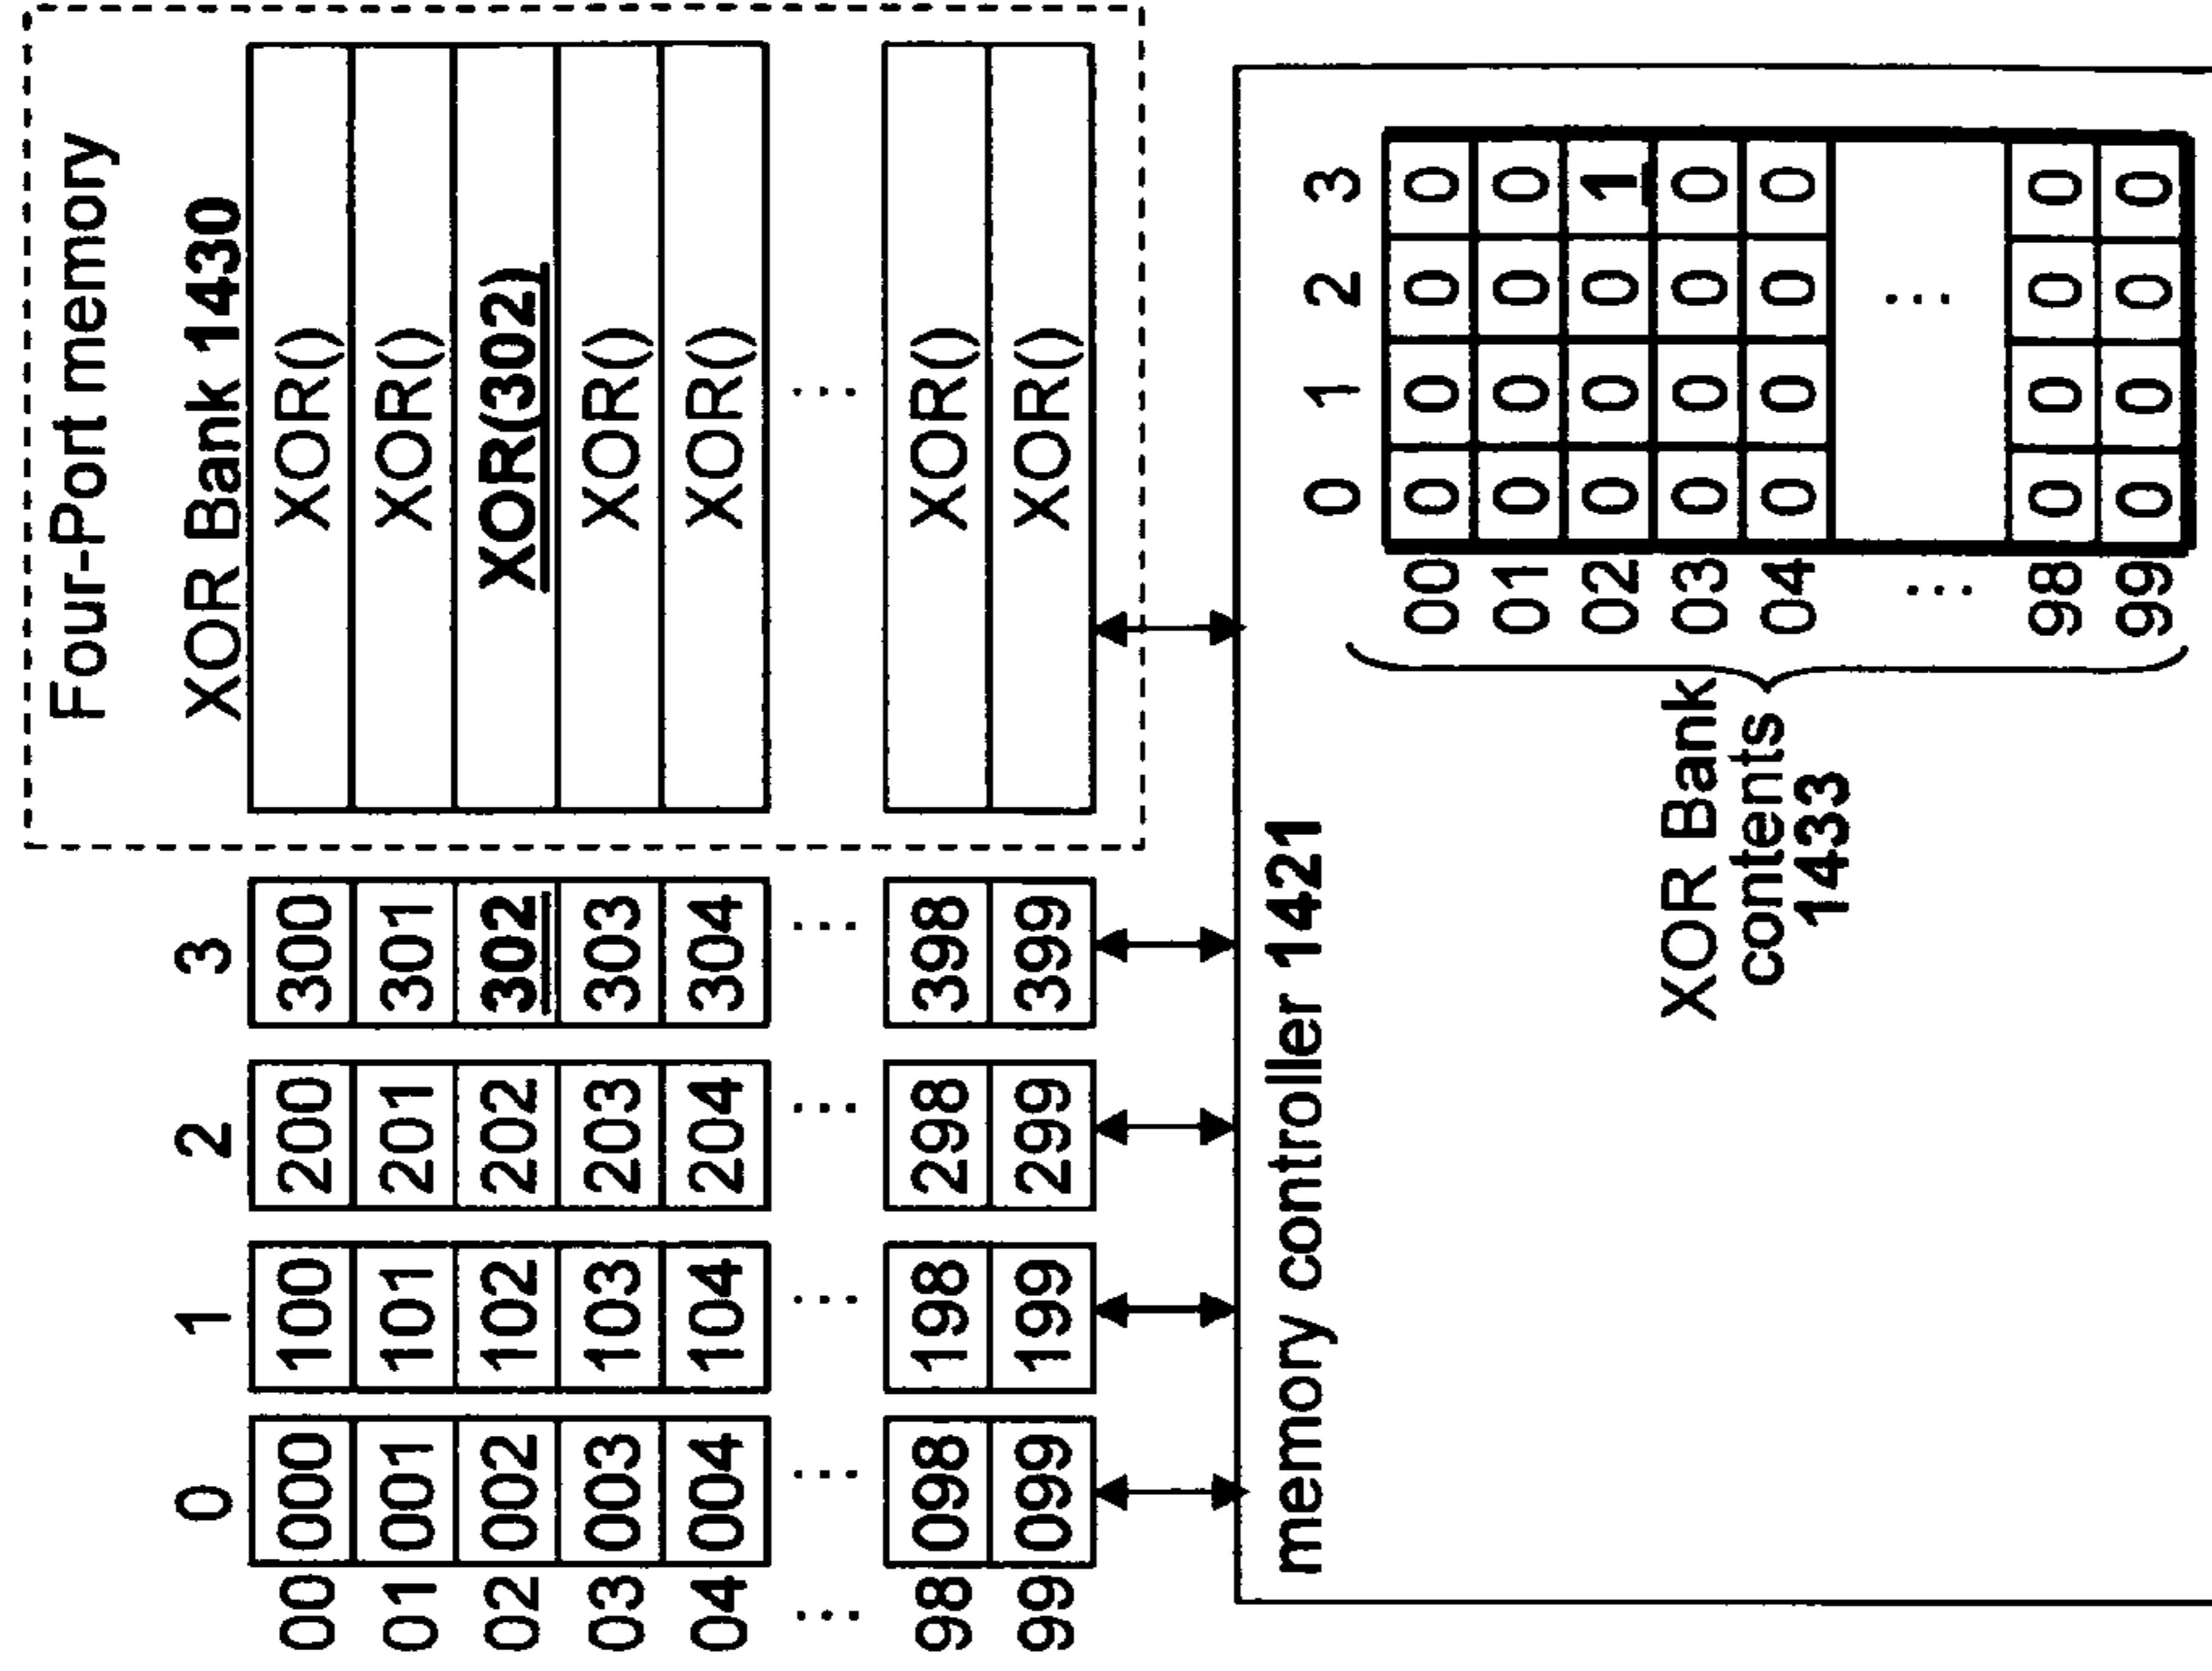 Four-Port memory
0 1 2 3 XOR Bank 1430
00 000 100 200 300 XOR()
01 001 101 201 301 XOR()
02 002 102 202 302 XOR(302)
03 003 103 203 303 XOR()
04 004 104 204 304 XOR()
... ... ... ... ... ...
98 098 198 298 398 XOR()
99 099 199 299 399 XOR()
memory controller 1421
0 1 2 3
00 0 0 0 0
01 0 0 0 0
02 0 0 0 1
03 0 0 0 0
04 0 0 0 0
... ...
98 0 0 0 0
99 0 0 0 0
XOR Bank
contents
1433